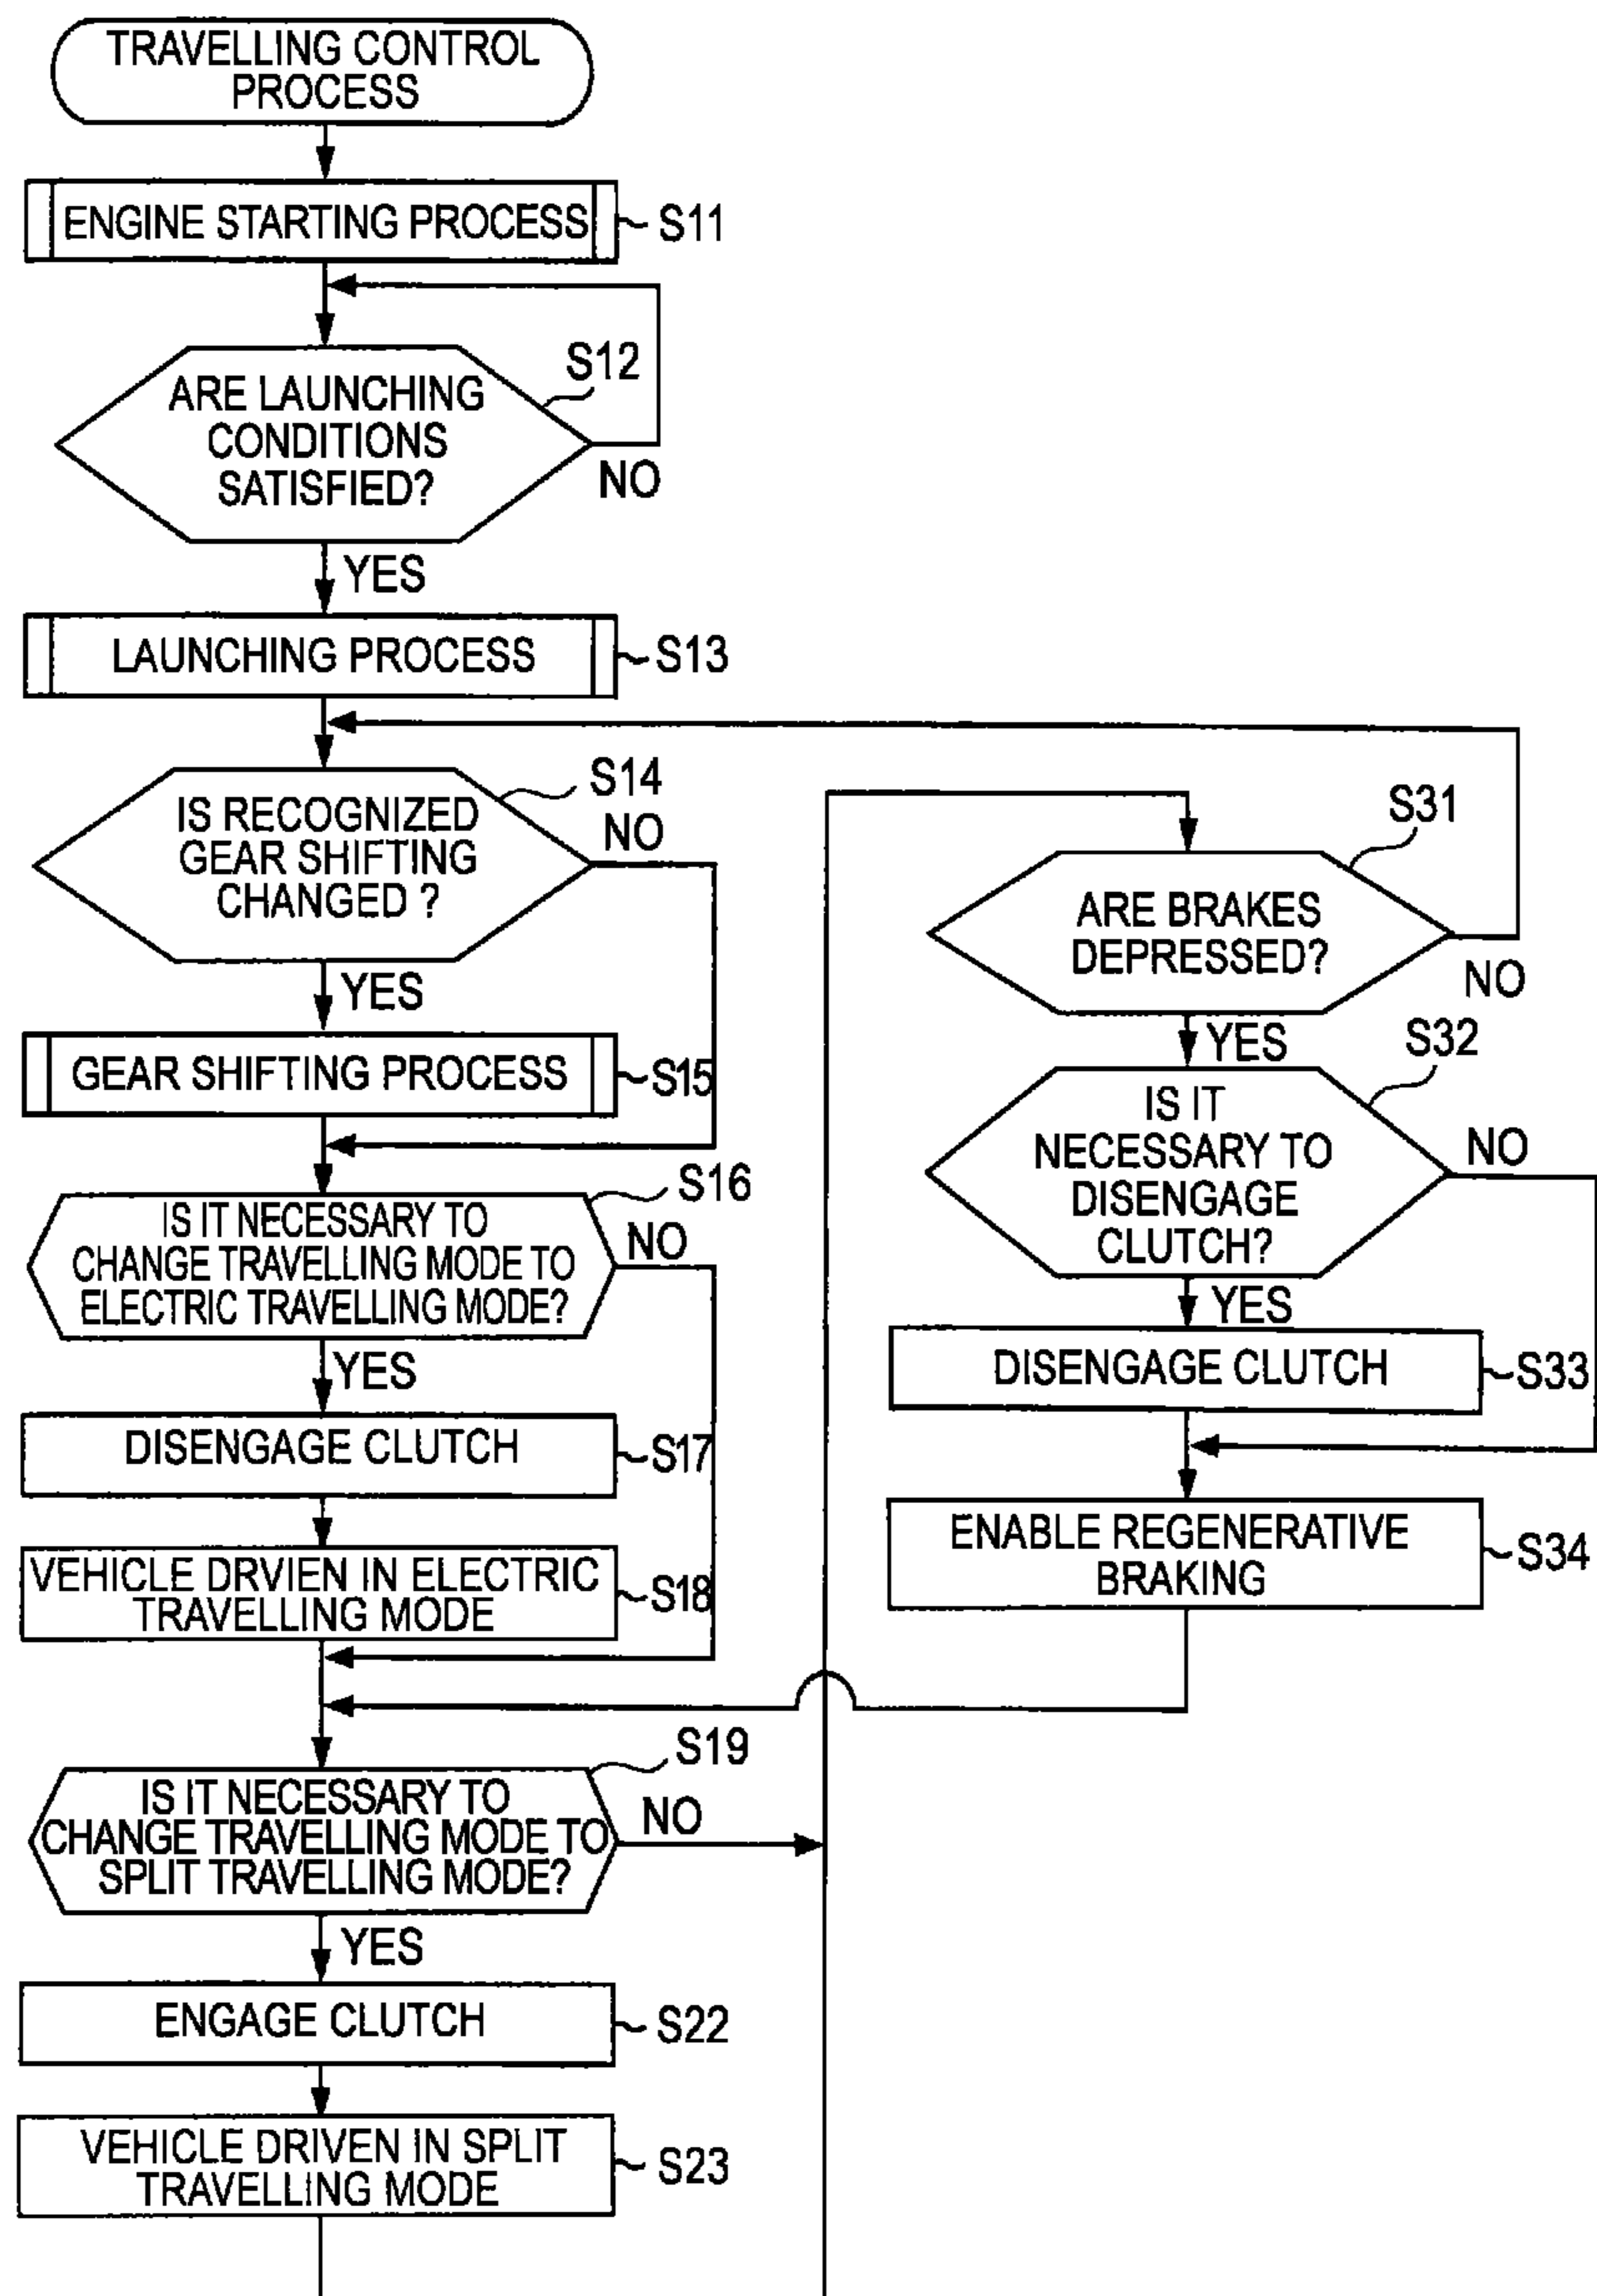 TRAVELLING CONTROL
PROCESS
ENGINE STARTING PROCESS
S11
S12
ARE LAUNCHING
CONDITIONS
SATISFIED?
NO
YES
LAUNCHING PROCESS
S13
S14
IS RECOGNIZED
GEAR SHIFTING
CHANGED ?
NO
YES
GEAR SHIFTING PROCESS
S15
S16
IS IT NECESSARY TO
CHANGE TRAVELLING MODE TO
ELECTRIC TRAVELLING MODE?
NO
YES
DISENGAGE CLUTCH
S17
VEHICLE DRVIEN IN ELECTRIC
TRAVELLING MODE
S18
S19
IS IT NECESSARY TO
CHANGE TRAVELLING MODE TO
SPLIT TRAVELLING MODE?
NO
YES
ENGAGE CLUTCH
S22
VEHICLE DRIVEN IN SPLIT
TRAVELLING MODE
S23
S31
ARE BRAKES
DEPRESSED?
NO
YES
S32
IS IT
NECESSARY TO
DISENGAGE
CLUTCH?
NO
YES
DISENGAGE CLUTCH
S33
ENABLE REGENERATIVE
BRAKING
S34